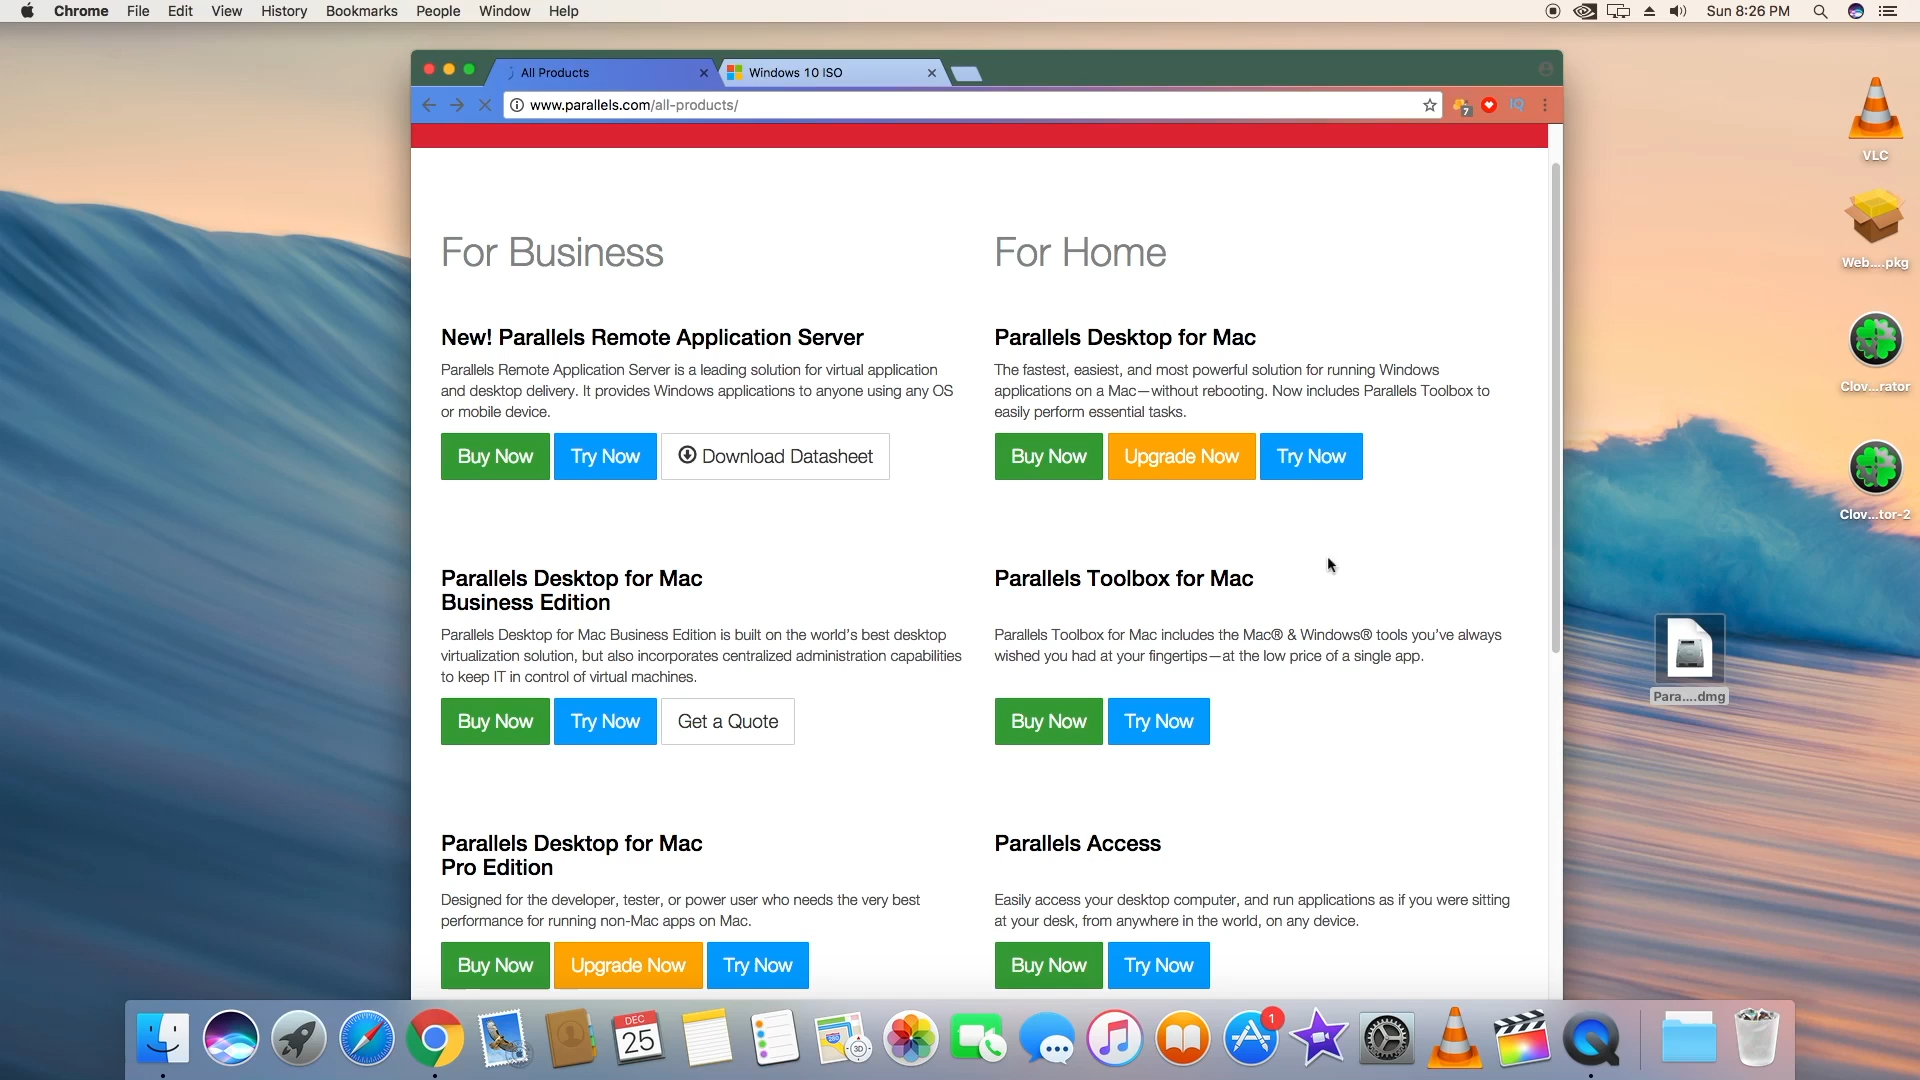 Chrome File Edit View History Bookmarks People Window Help
Sun 8:26 PM
All Products
Windows 10 ISO
www.parallels.com/all-products/
7
IQ
For Business
For Home
New! Parallels Remote Application Server
Parallels Remote Application Server is a leading solution for virtual application
and desktop delivery. It provides Windows applications to anyone using any OS
or mobile device.
Buy Now
Try Now
Download Datasheet
Parallels Desktop for Mac
The fastest, easiest, and most powerful solution for running Windows
applications on a Mac—without rebooting. Now includes Parallels Toolbox to
easily perform essential tasks.
Buy Now
Upgrade Now
Try Now
Parallels Desktop for Mac
Business Edition
Parallels Desktop for Mac Business Edition is built on the world's best desktop
virtualization solution, but also incorporates centralized administration capabilities
to keep IT in control of virtual machines.
Buy Now
Try Now
Get a Quote
Parallels Toolbox for Mac
Parallels Toolbox for Mac includes the Mac® & Windows® tools you've always
wished you had at your fingertips—at the low price of a single app.
Buy Now
Try Now
Parallels Desktop for Mac
Pro Edition
Designed for the developer, tester, or power user who needs the very best
performance for running non-Mac apps on Mac.
Buy Now
Upgrade Now
Try Now
Parallels Access
Easily access your desktop computer, and run applications as if you were sitting
at your desk, from anywhere in the world, on any device.
Buy Now
Try Now
VLC
Web....pkg
Clov...rator
Clov...tor-2
Para....dmg
DEC
25
280
3D
1